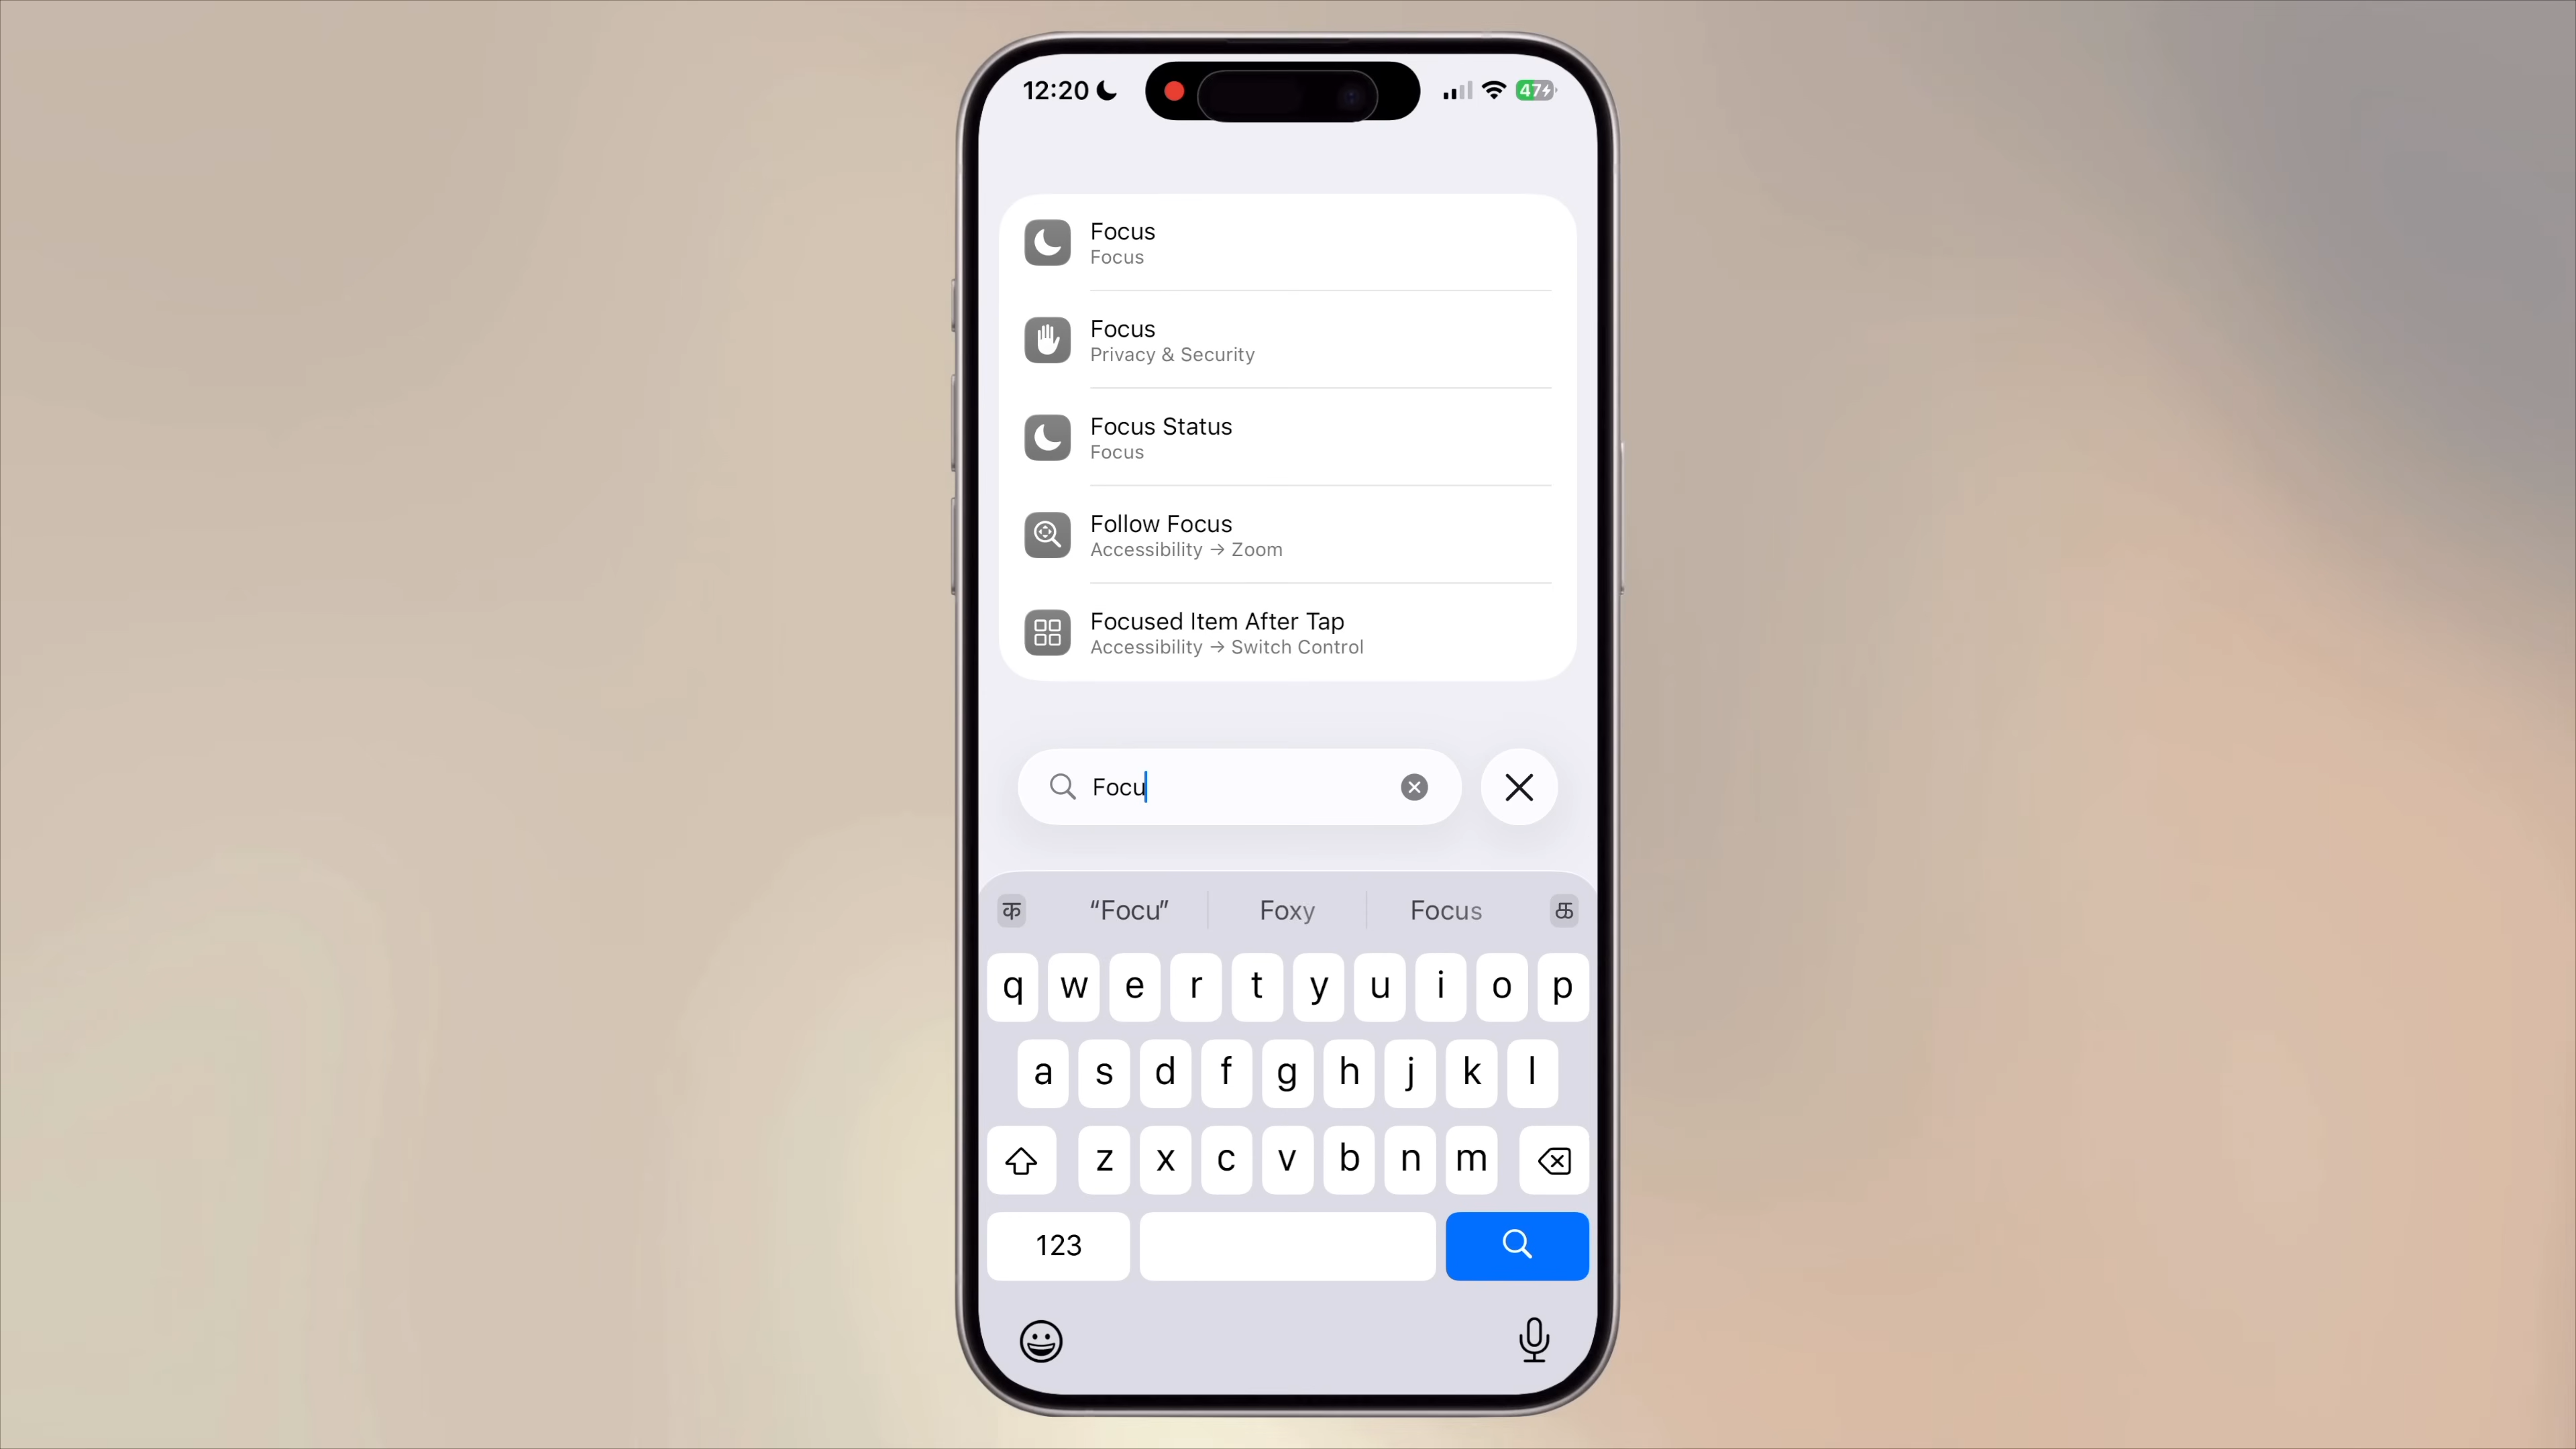 12:20
47
Focus
Focus
Focus
Privacy & Security
Focus Status
Focus
Follow Focus
Accessibility → Zoom
Focused Item After Tap
Accessibility → Switch Control
Focu
क “Focu” Foxy Focus க
q w e r t y u i o p
a s d f g h j k l
z x c v b n m
123